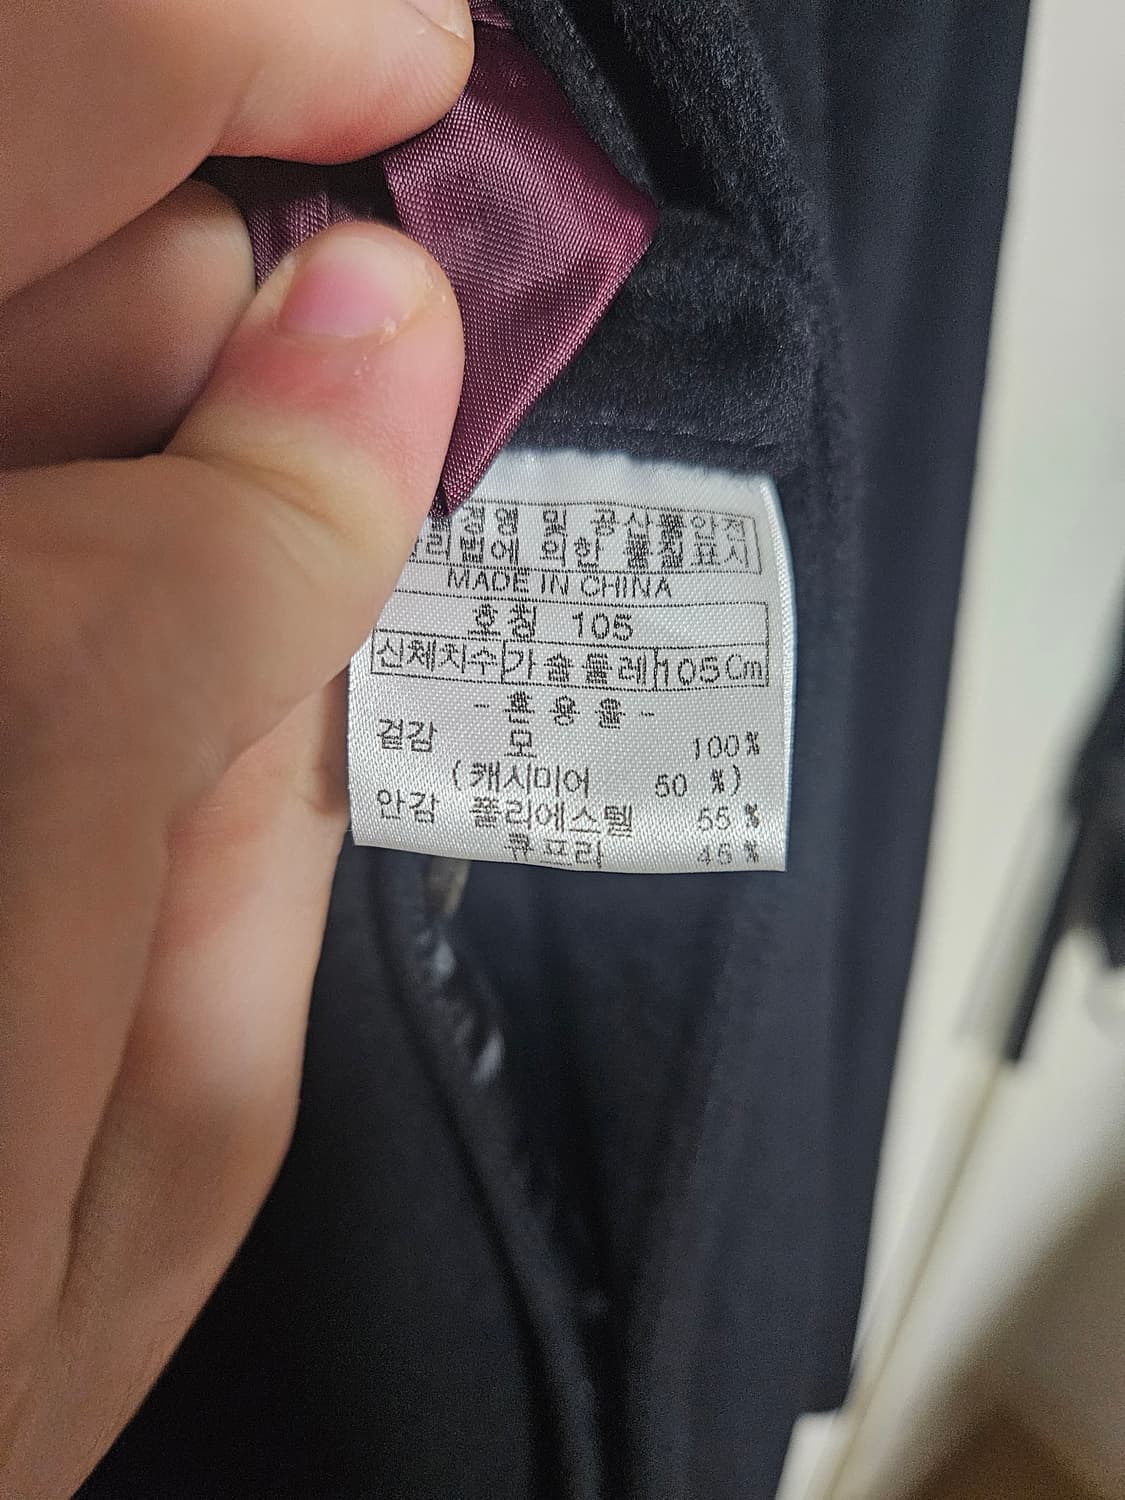 경영 및 공산품안전
관리법에 의한 품질표시
MADE IN CHINA
호칭 105
신체치수 가슴둘레 105Cm
- 혼용율 -
겉감 모 100%
(캐시미어 50 %)
안감 폴리에스텔 55%
큐프라 45%